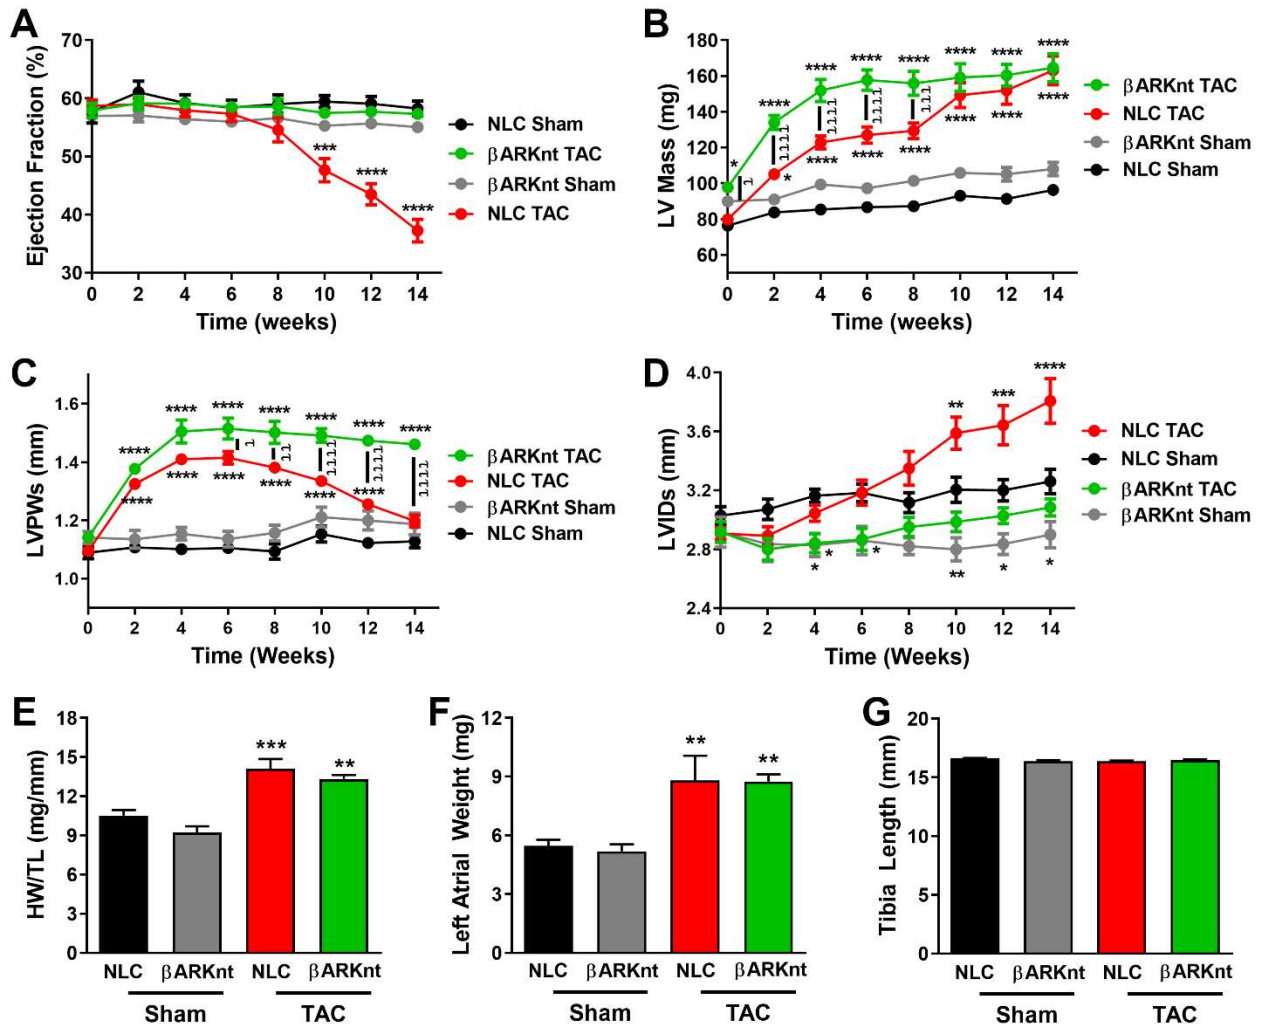 A
Ejection Fraction (%)
70
60
50
40
30
0 2 4 6 8 10 12 14
Time (weeks)
***
****
****
NLC Sham
βARKnt TAC
βARKnt Sham
NLC TAC
B
LV Mass (mg)
180
160
140
120
100
80
60
0 2 4 6 8 10 12 14
Time (weeks)
* **** **** **** **** **** **** ****
* **** **** **** **** **** ****
βARKnt TAC
NLC TAC
βARKnt Sham
NLC Sham
C
LVPWs (mm)
1.6
1.4
1.2
1.0
0 2 4 6 8 10 12 14
Time (Weeks)
**** **** **** **** **** **** ****
**** **** **** **** **** ****
βARKnt TAC
NLC TAC
βARKnt Sham
NLC Sham
D
LVIDs (mm)
4.0
3.6
3.2
2.8
2.4
0 2 4 6 8 10 12 14
Time (Weeks)
** *** ****
* * * ** * *
NLC TAC
NLC Sham
βARKnt TAC
βARKnt Sham
E
HW/TL (mg/mm)
18
15
12
9
6
3
0
*** **
NLC βARKnt NLC βARKnt
Sham TAC
F
Left Atrial Weight (mg)
12
9
6
3
0
** **
NLC βARKnt NLC βARKnt
Sham TAC
G
Tibia Length (mm)
20
15
10
5
0
NLC βARKnt NLC βARKnt
Sham TAC